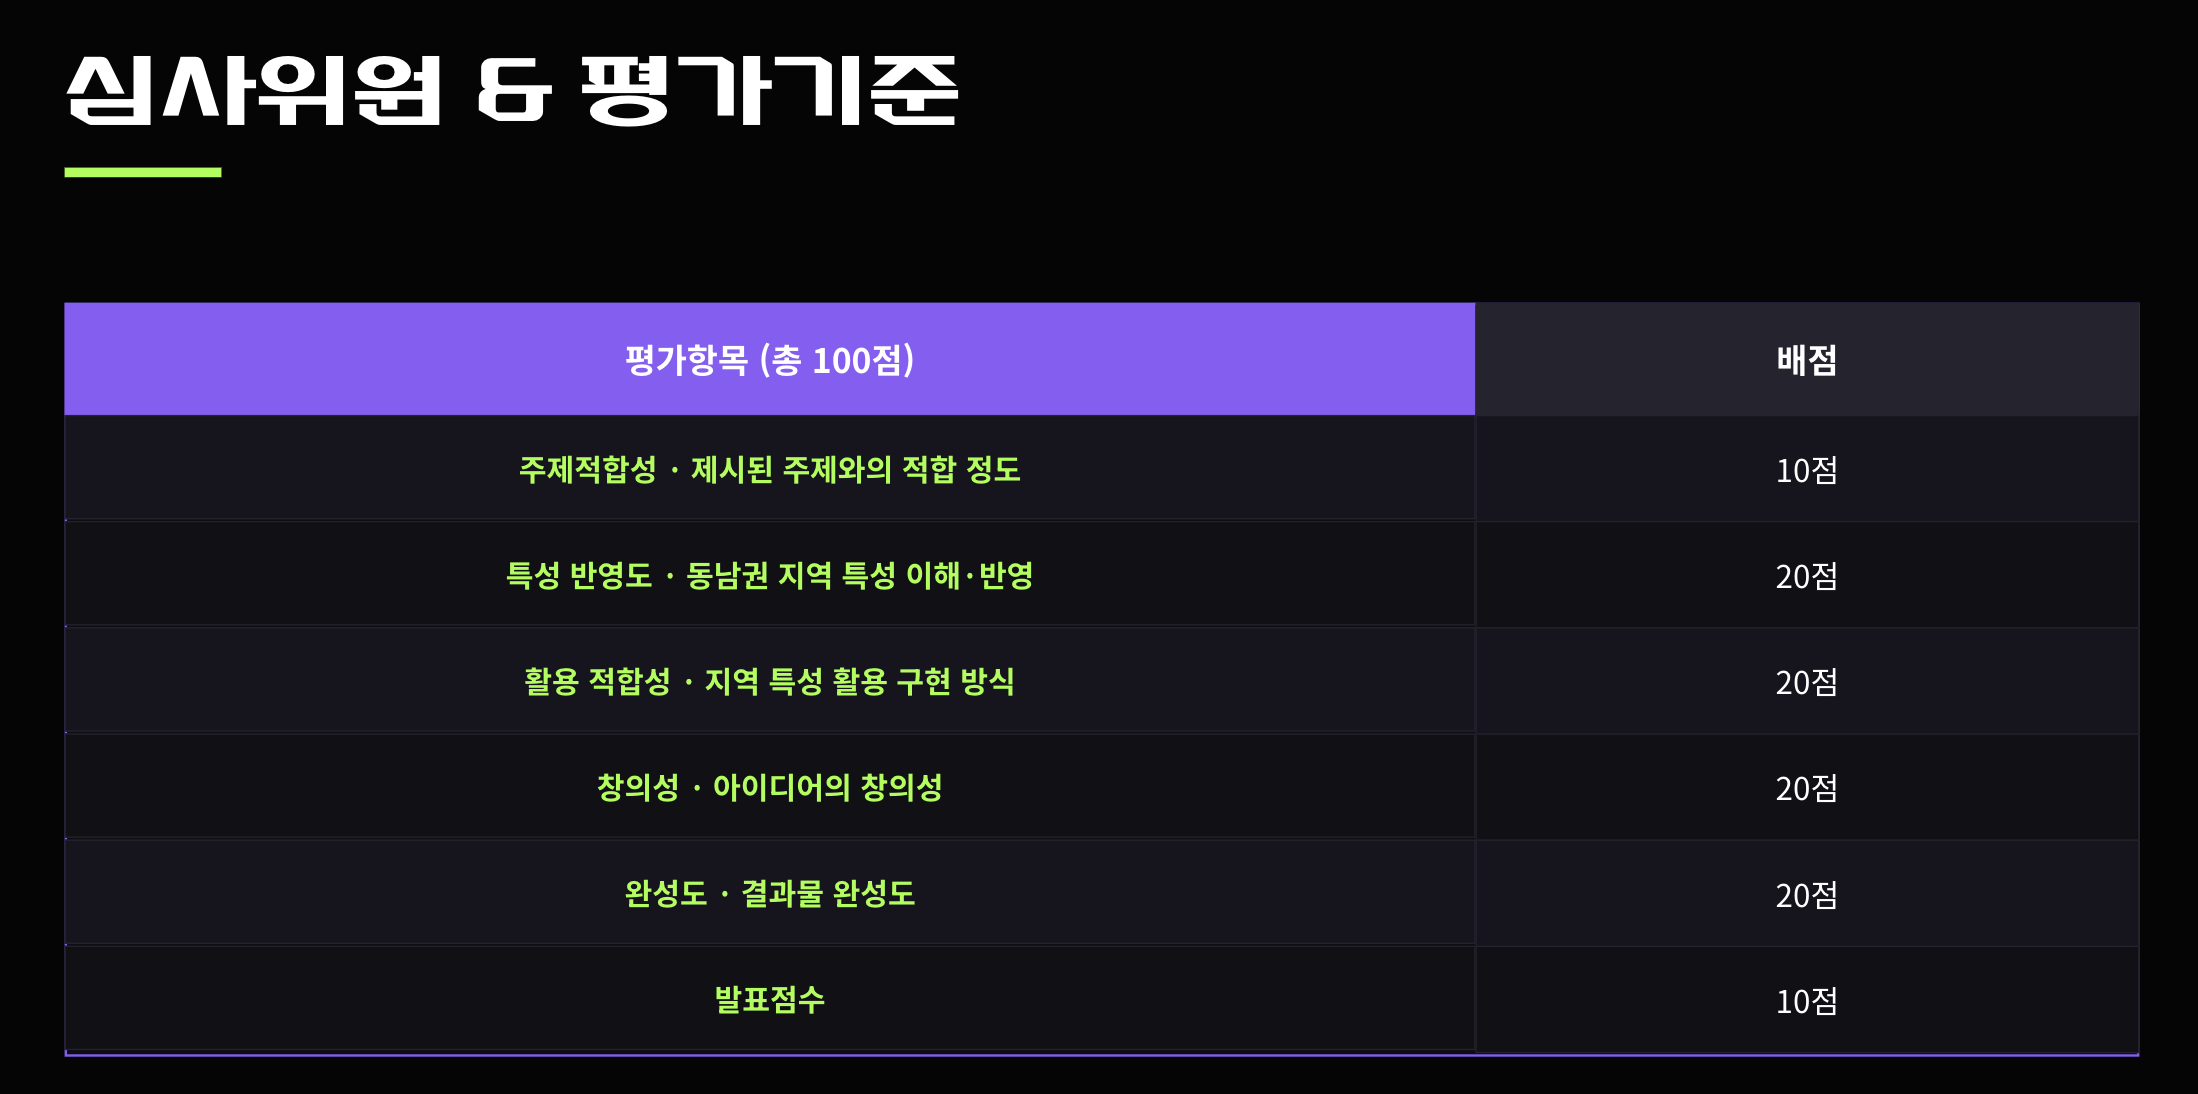 심사위원 & 평가기준
평가항목 (총 100점) 배점
주제적합성 · 제시된 주제와의 적합 정도 10점
특성 반영도 · 동남권 지역 특성 이해·반영 20점
활용 적합성 · 지역 특성 활용 구현 방식 20점
창의성 · 아이디어의 창의성 20점
완성도 · 결과물 완성도 20점
발표점수 10점